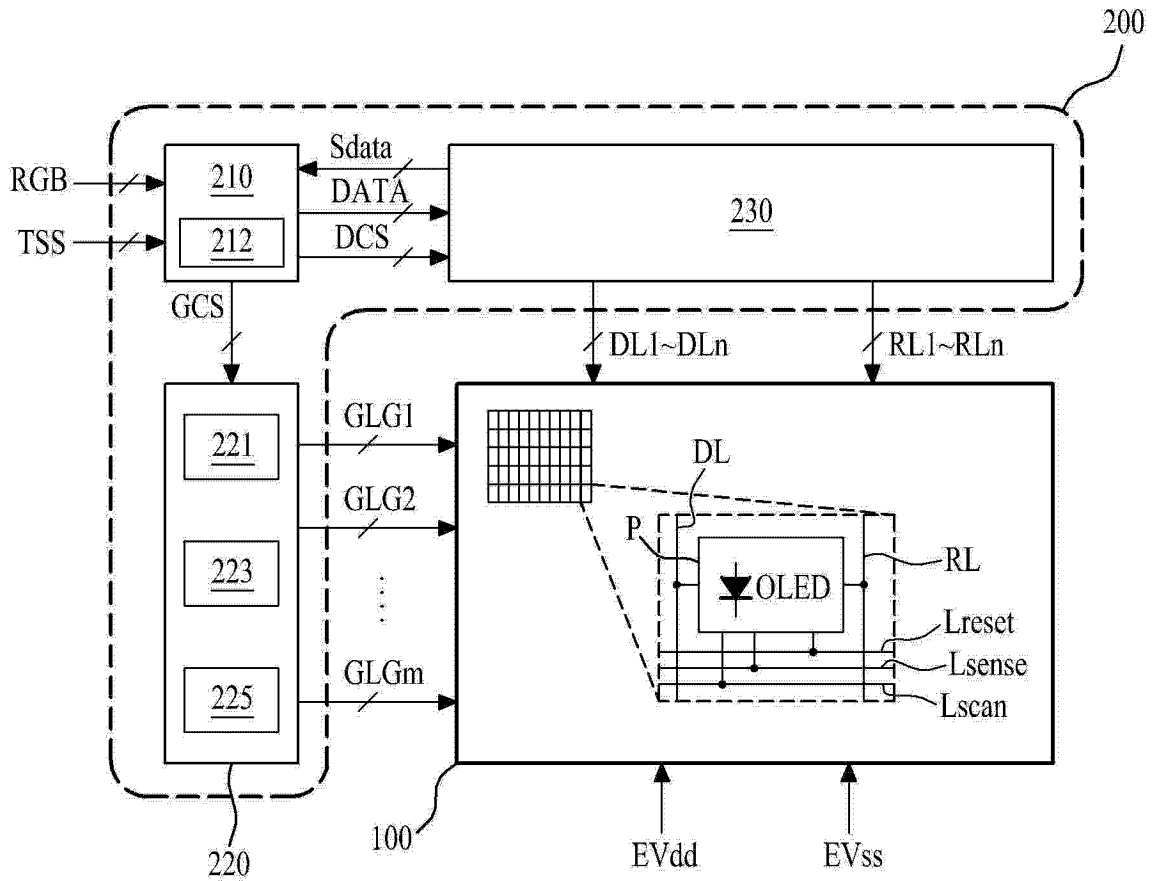 200
RGB
TSS
210
212
Sdata
DATA
DCS
230
GCS
DL1~DLn
RL1~RLn
221
223
225
GLG1
GLG2
GLGm
DL
P
OLED
RL
Lreset
Lsense
Lscan
220
100
EVdd
EVss